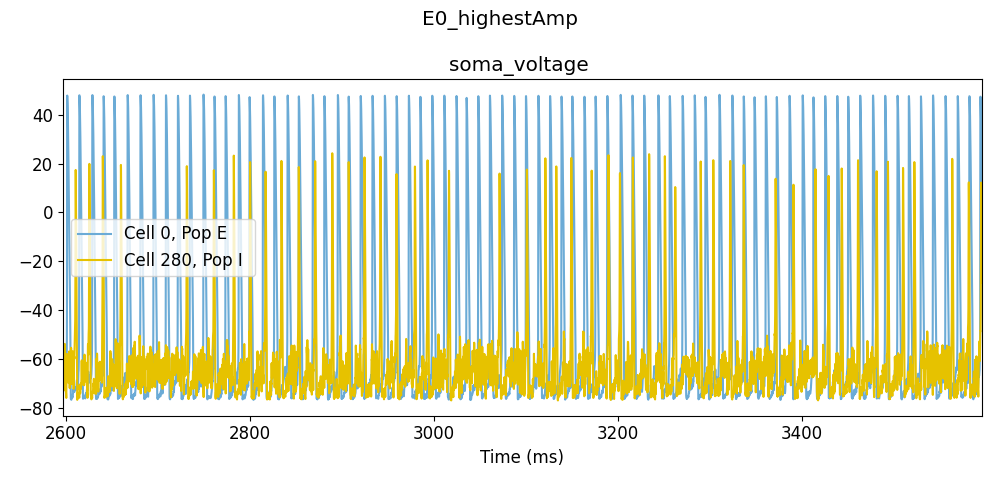 E0_highestAmp
soma_voltage
40
20
0
−20
−40
−60
−80
Cell 0, Pop E
Cell 280, Pop I
2600 2800 3000 3200 3400
Time (ms)